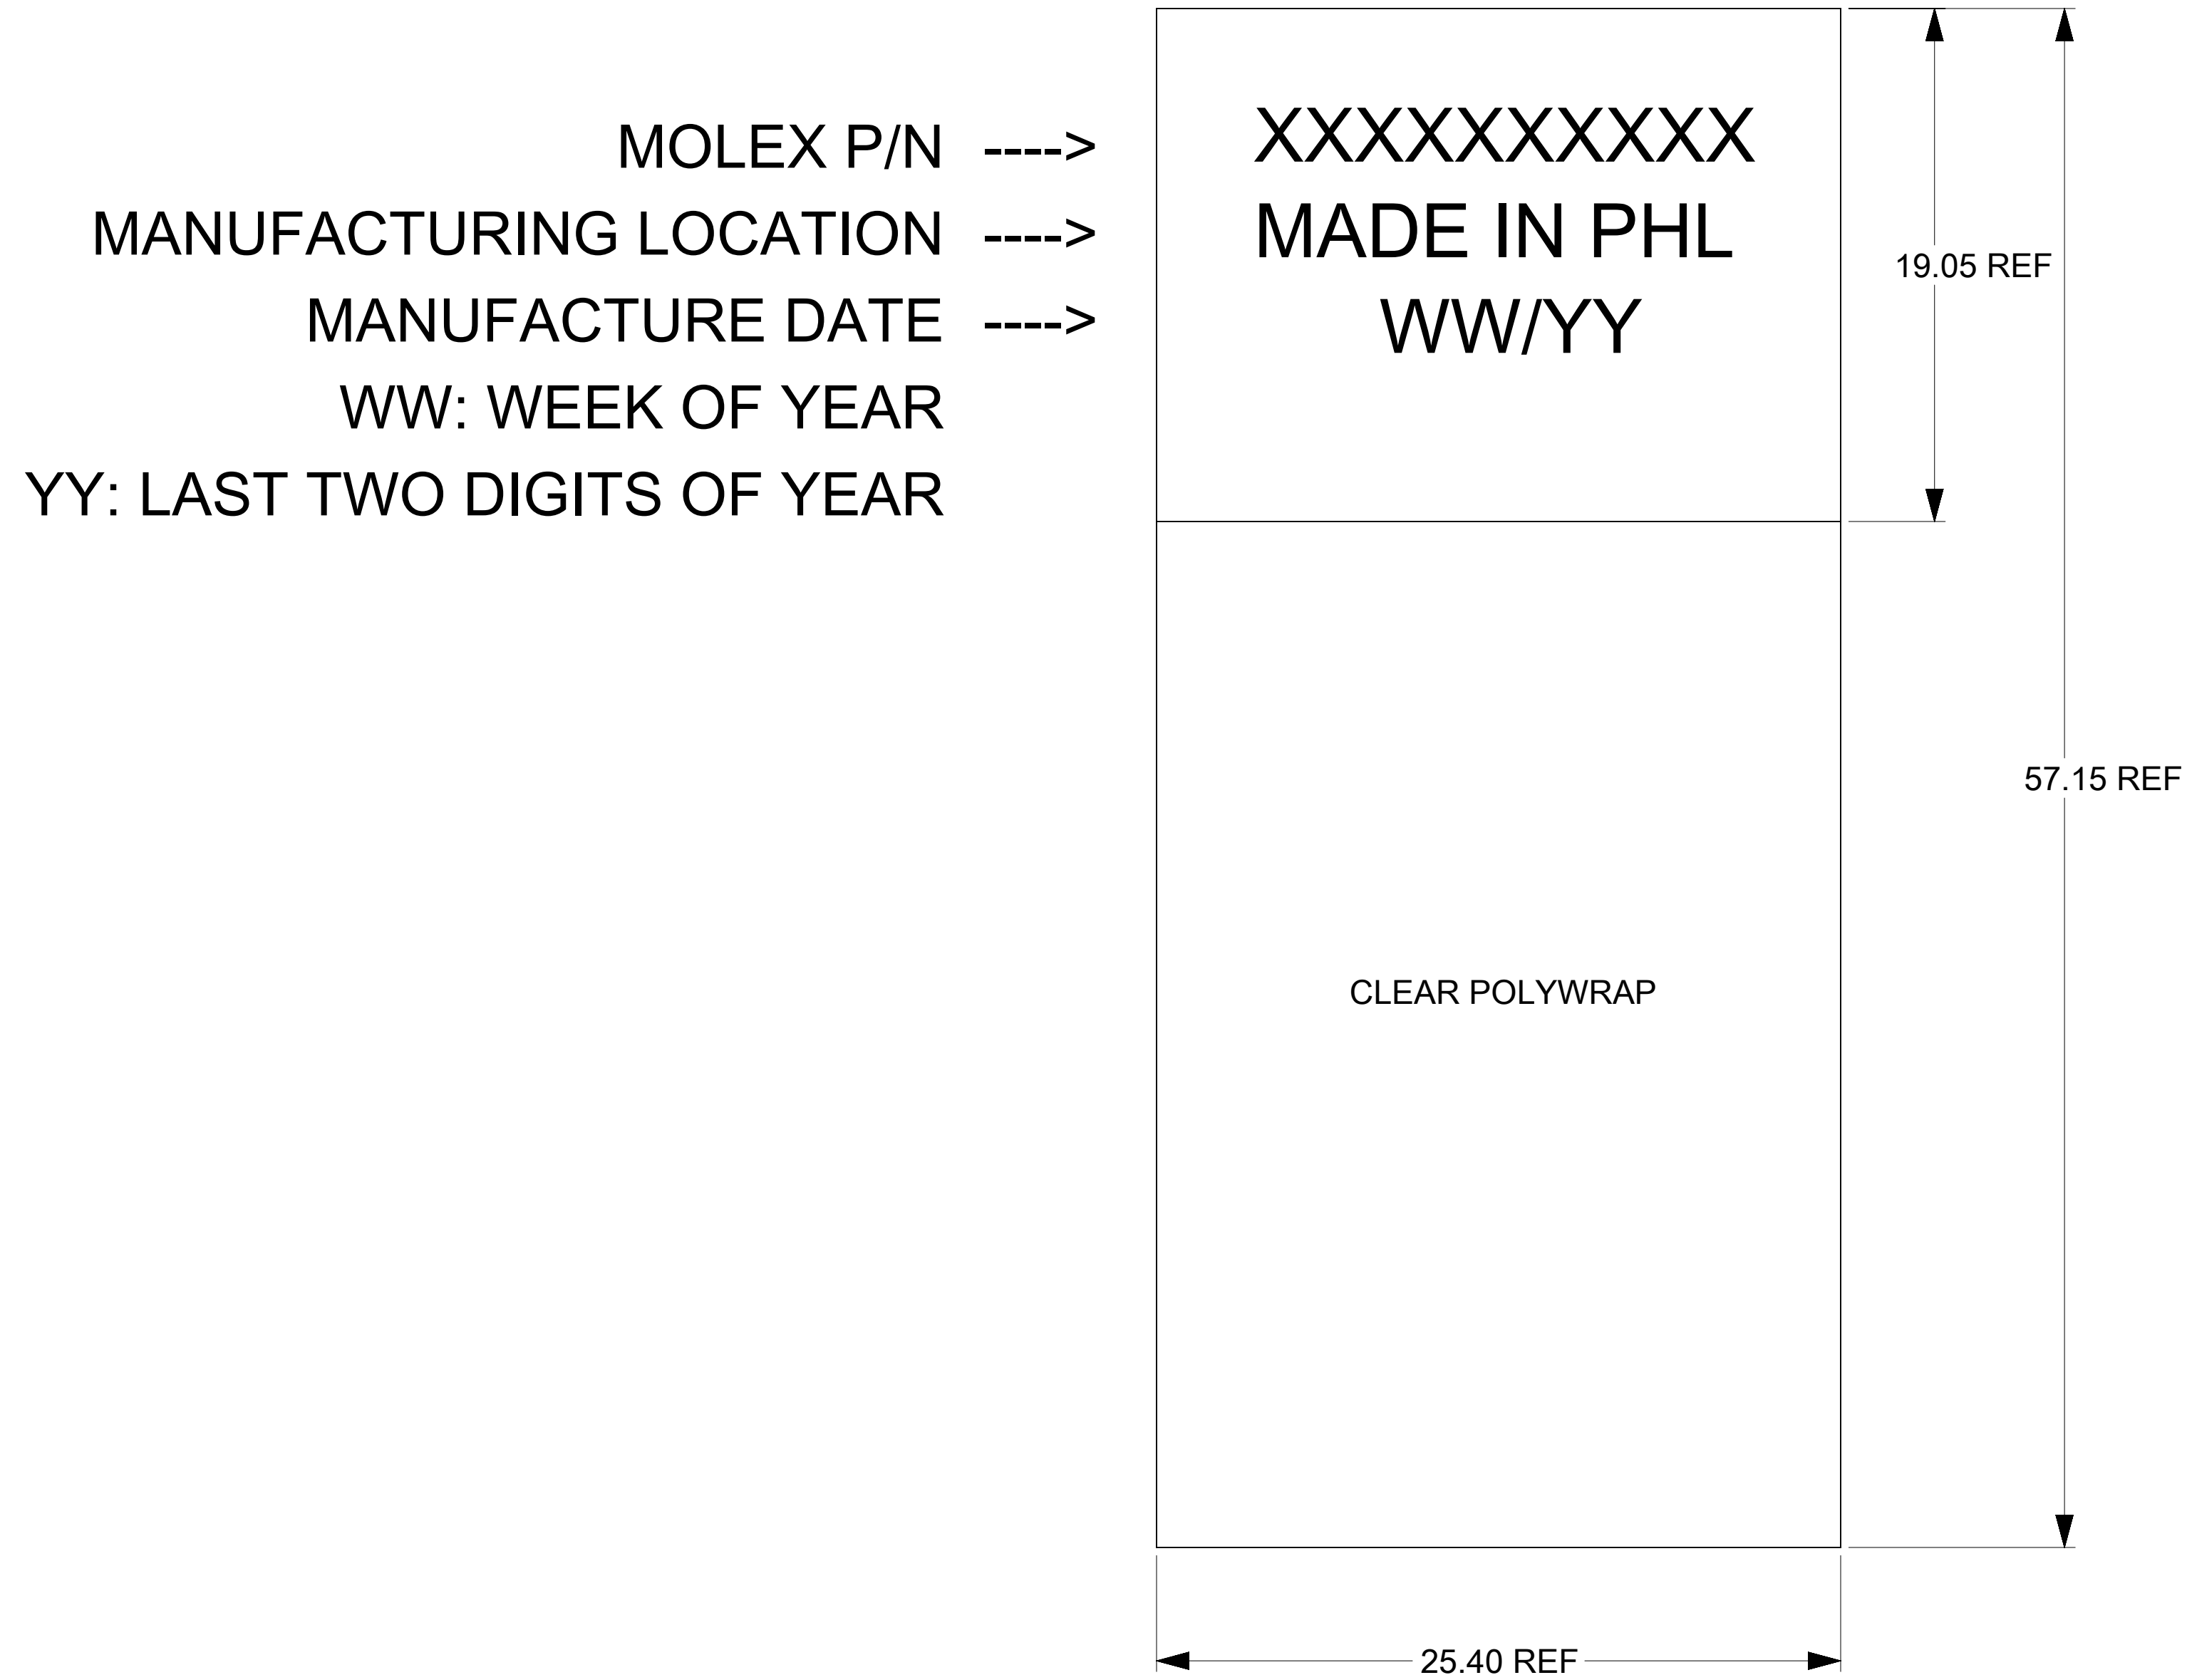 MOLEX P/N ---->
MANUFACTURING LOCATION ---->
MANUFACTURE DATE ---->
WW: WEEK OF YEAR
YY: LAST TWO DIGITS OF YEAR
XXXXXXXXXX
MADE IN PHL
WW/YY
19.05 REF
57.15 REF
CLEAR POLYWRAP
25.40 REF